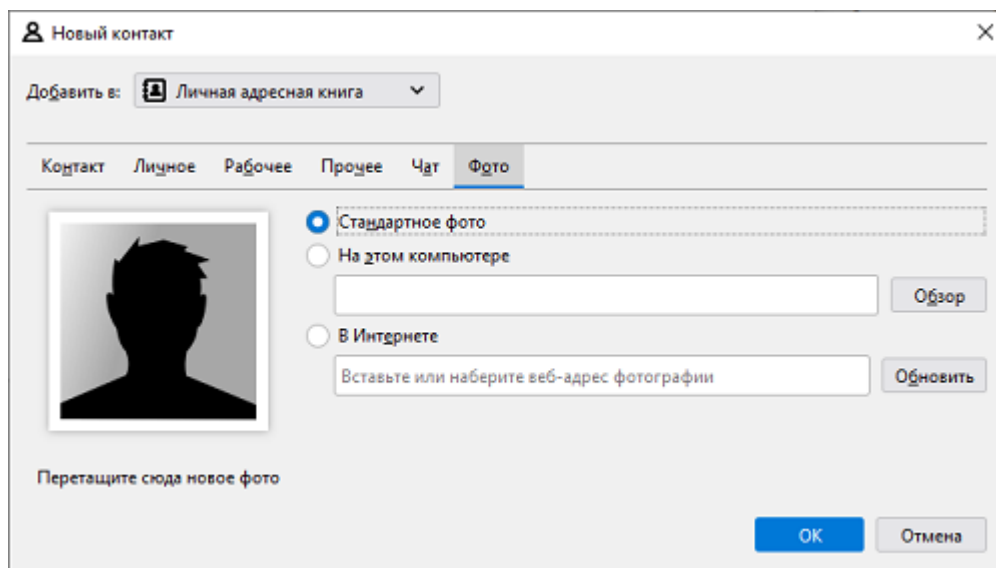 Новый контакт
Добавить в: Личная адресная книга
Контакт Личное Рабочее Прочее Чат Фото
Стандартное фото
На этом компьютере
Обзор
В Интернете
Вставьте или наберите веб-адрес фотографии Обновить
Перетащите сюда новое фото
ОК Отмена